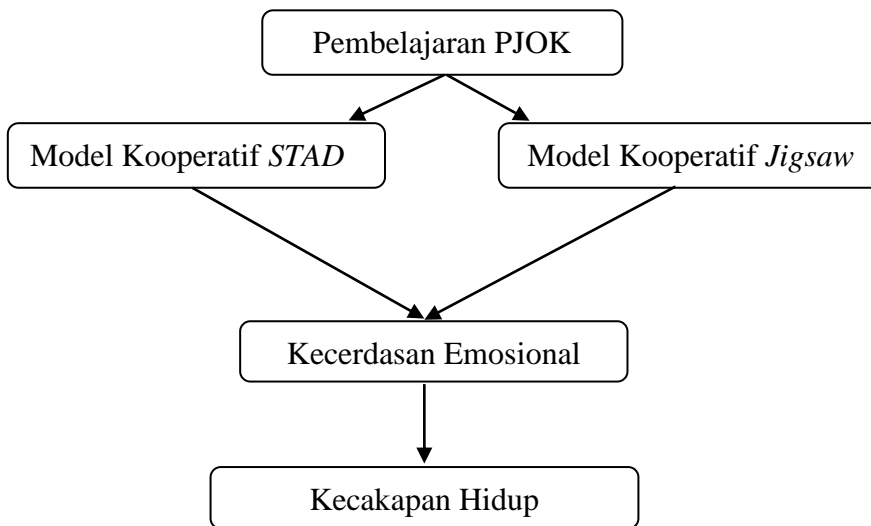 Pembelajaran PJOK
Model Kooperatif STAD
Model Kooperatif Jigsaw
Kecerdasan Emosional
Kecakapan Hidup